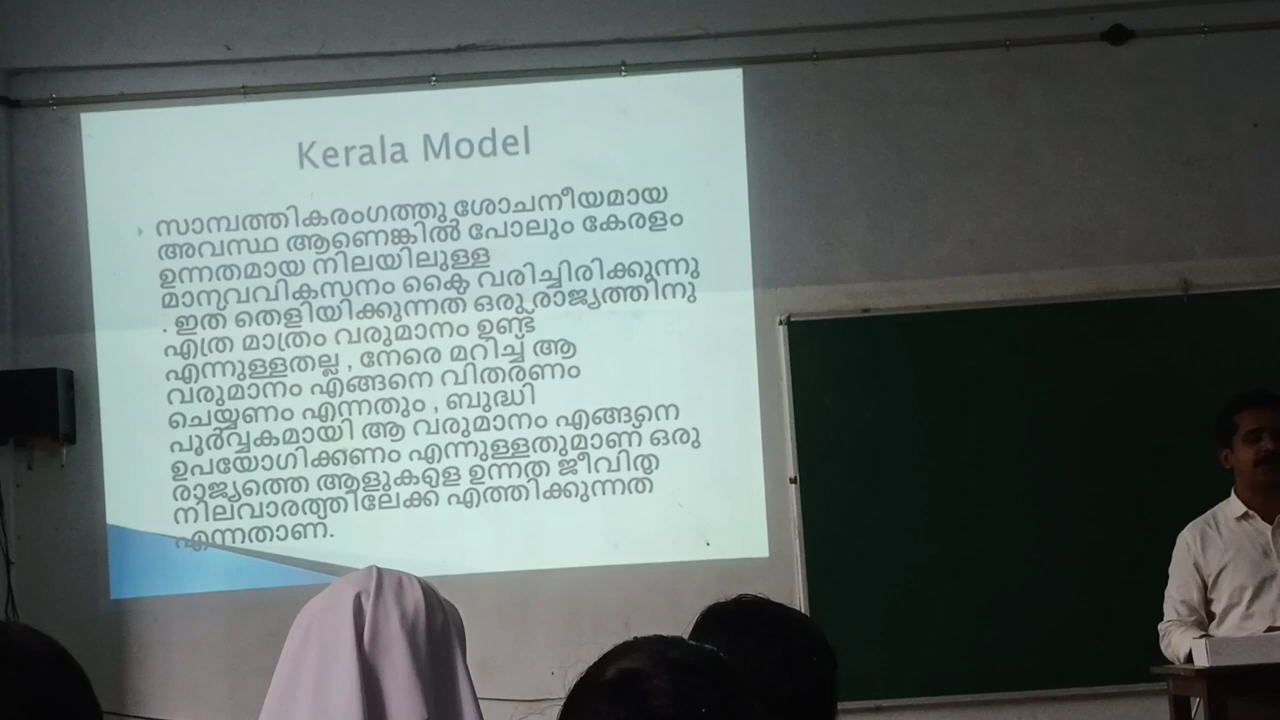 Kerala Model
സാമ്പത്തികരംഗത്തു ശോചനീയമായ
അവസ്ഥ ആണെങ്കിൽ പോലും കേരളം
ഉന്നതമായ നിലയിലുള്ള
മാനുവവികസനം കൈ വരിച്ചിരിക്കുന്നു
. ഇത് തെളിയിക്കുന്നത് ഒരു രാജ്യത്തിനു
എത്ര മാത്രം വരുമാനം ഉണ്ട്
എന്നുള്ളതല്ല , നേരെ മറിച്ച് ആ
വരുമാനം എങ്ങനെ വിതരണം
ചെയ്യണം എന്നതും , ബുദ്ധി
പൂർവ്വകമായി ആ വരുമാനം എങ്ങനെ
ഉപയോഗിക്കണം എന്നുള്ളതുമാണ് ഒരു
രാജ്യത്തെ ആളുകളെ ഉന്നത ജീവിത
നിലവാരത്തിലേക്ക് എത്തിക്കുന്നത്
എന്നതാണ്.